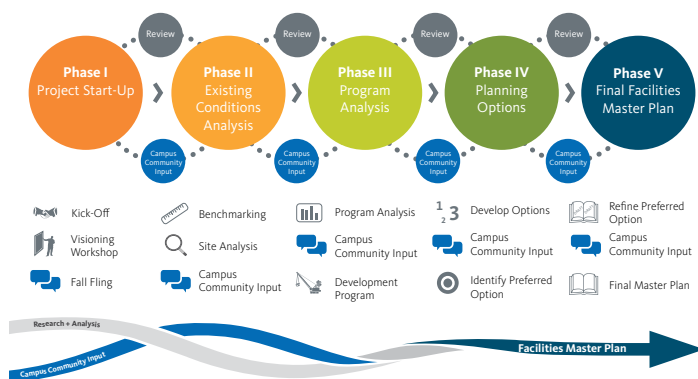 Review
Review
Review
Review
Phase I
Project Start-Up
Phase II
Existing
Conditions
Analysis
Phase III
Program
Analysis
Phase IV
Planning
Options
Phase V
Final Facilities
Master Plan
Campus
Community
Input
Campus
Community
Input
Campus
Community
Input
Campus
Community
Input
Kick-Off
Visioning
Workshop
Fall Fling
Benchmarking
Site Analysis
Campus
Community Input
Program Analysis
Campus
Community Input
Development
Program
1 2 3
Develop Options
Campus
Community Input
Identify Preferred
Option
Refine Preferred
Option
Campus
Community Input
Final Master Plan
Research + Analysis
Campus Community Input
Facilities Master Plan